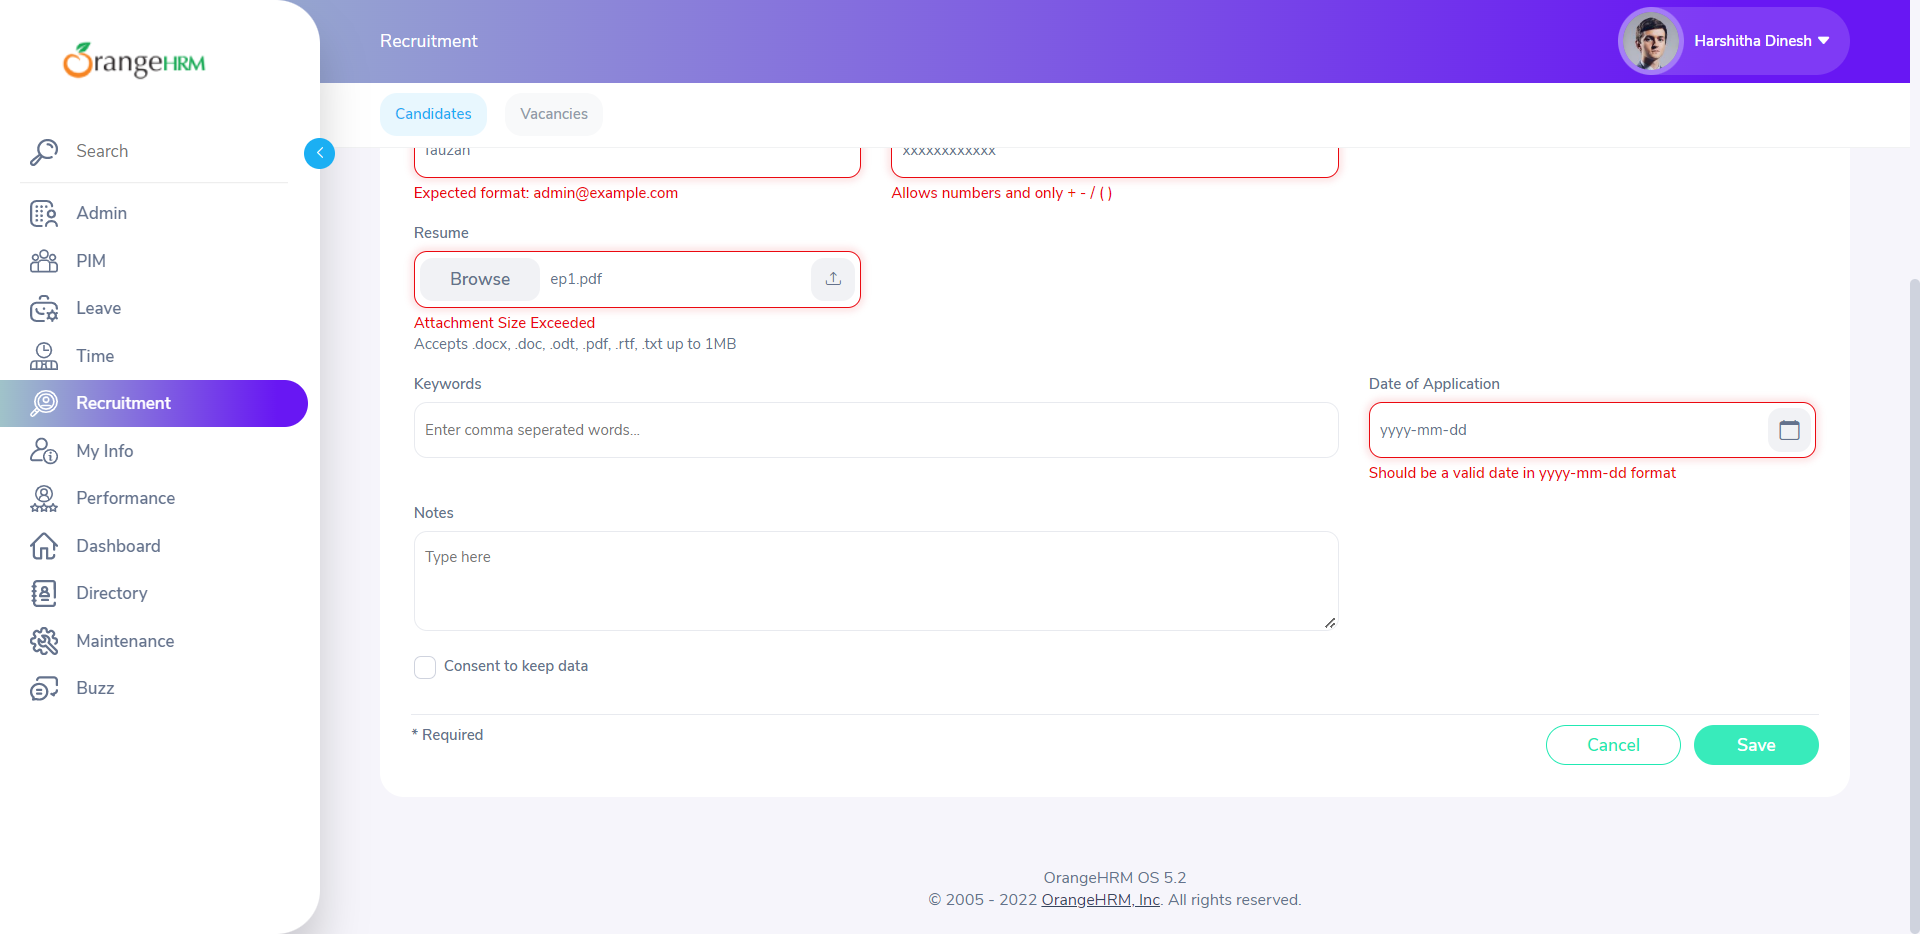 OrangeHRM
Recruitment
Harshitha Dinesh
Candidates
Vacancies
Search
Admin
PIM
Leave
Time
Recruitment
My Info
Performance
Dashboard
Directory
Maintenance
Buzz
fauzan
xxxxxxxxxxxx
Expected format: admin@example.com
Allows numbers and only + - / ( )
Resume
Browse
ep1.pdf
Attachment Size Exceeded
Accepts .docx, .doc, .odt, .pdf, .rtf, .txt up to 1MB
Keywords
Date of Application
Enter comma seperated words...
yyyy-mm-dd
Should be a valid date in yyyy-mm-dd format
Notes
Type here
Consent to keep data
* Required
Cancel
Save
OrangeHRM OS 5.2
© 2005 - 2022 OrangeHRM, Inc. All rights reserved.